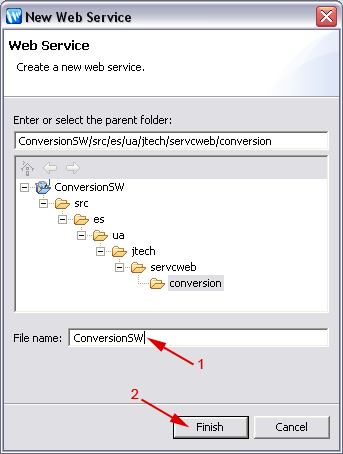 New Web Service
Web Service
Create a new web service.
Enter or select the parent folder:
ConversionSW/src/es/ua/jtech/servcweb/conversion
ConversionSW
src
es
ua
jtech
servcweb
conversion
File name: ConversionSW
1
2
Finish Cancel